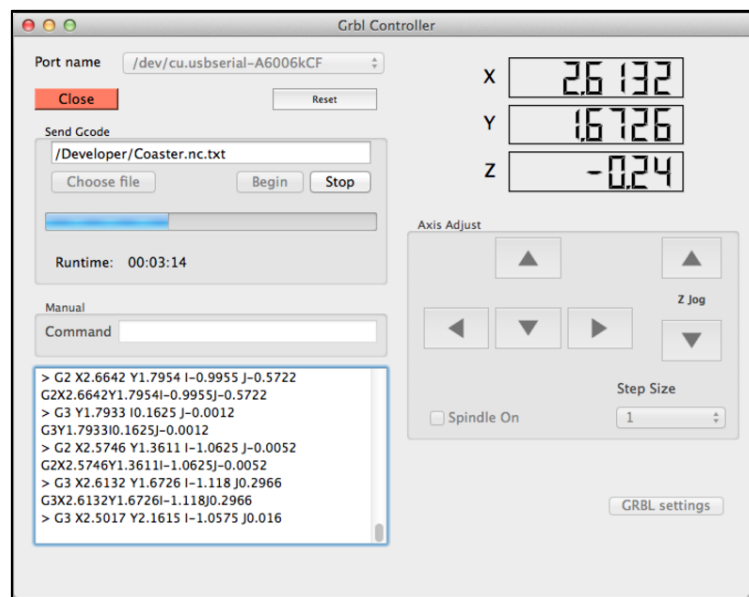 Grbl Controller
Port name /dev/cu.usbserial-A6006kCF
Close Reset
Send Gcode
/Developer/Coaster.nc.txt
Choose file Begin Stop
Runtime: 00:03:14
Manual
Command
> G2 X2.6642 Y1.7954 I-0.9955 J-0.5722
G2X2.6642Y1.7954I-0.9955J-0.5722
> G3 Y1.7933 I0.1625 J-0.0012
G3Y1.7933I0.1625J-0.0012
> G2 X2.5746 Y1.3611 I-1.0625 J-0.0052
G2X2.5746Y1.3611I-1.0625J-0.0052
> G3 X2.6132 Y1.6726 I-1.118 J0.2966
G3X2.6132Y1.6726I-1.118J0.2966
> G3 X2.5017 Y2.1615 I-1.0575 J0.016
X 2.6132
Y 1.6726
Z -0.24
Axis Adjust
Z Jog
Step Size
Spindle On 1
GRBL settings